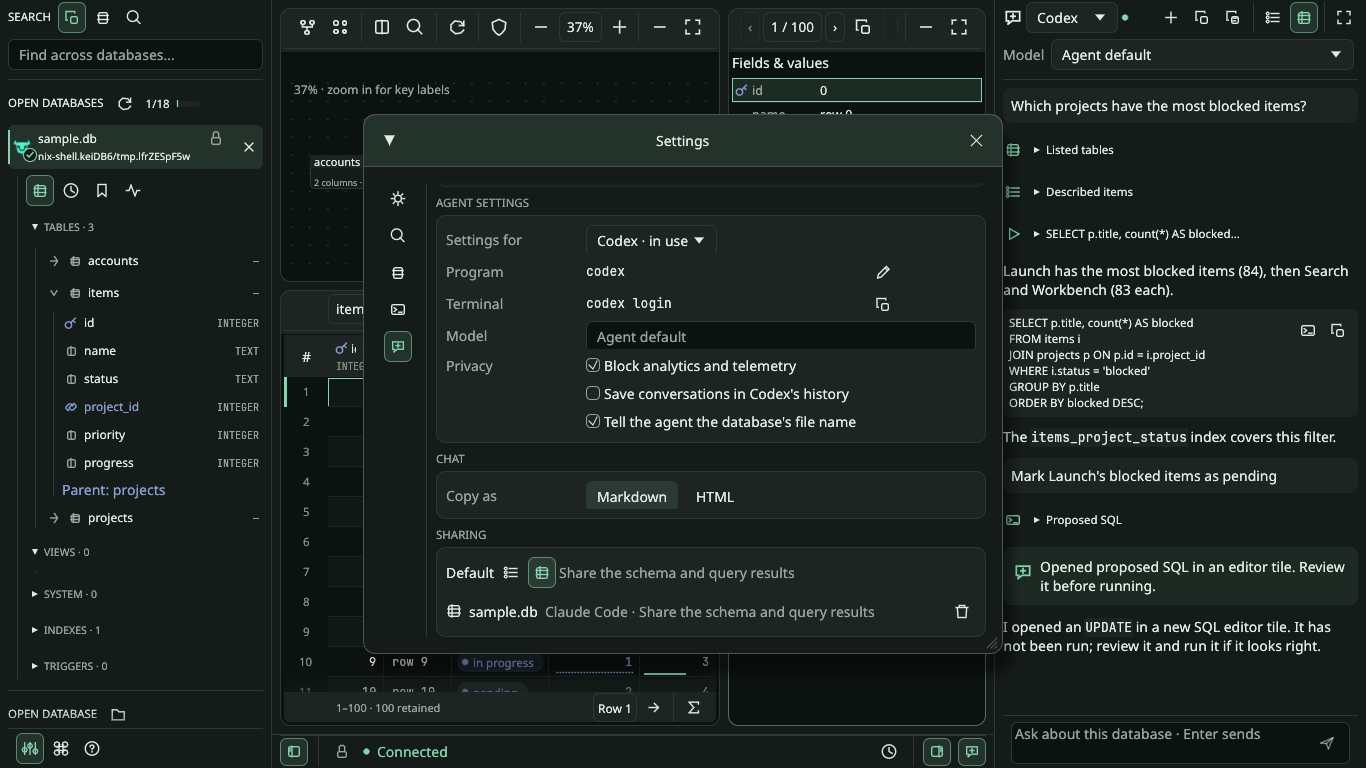 SEARCH
Find across databases...
OPEN DATABASES
1/18
sample.db
nix-shell.keiDB6/tmp.lfrZESpF5w
TABLES · 3
accounts
–
items
–
id
INTEGER
name
TEXT
status
TEXT
project_id
INTEGER
priority
INTEGER
progress
INTEGER
Parent: projects
projects
–
VIEWS · 0
SYSTEM · 0
INDEXES · 1
TRIGGERS · 0
OPEN DATABASE
37%
37% · zoom in for key labels
accounts
2 columns ·
1 / 100
Fields & values
id
0
item
#
1
2
3
4
5
6
7
8
9
10
9
row 9
in progress
1
3
1–100 · 100 retained
Row 1
Connected
Settings
AGENT SETTINGS
Settings for
Codex · in use
Program
codex
Terminal
codex login
Model
Agent default
Privacy
Block analytics and telemetry
Save conversations in Codex's history
Tell the agent the database's file name
CHAT
Copy as
Markdown
HTML
SHARING
Default
Share the schema and query results
sample.db
Claude Code · Share the schema and query results
Codex
Model
Agent default
Which projects have the most blocked items?
Listed tables
Described items
SELECT p.title, count(*) AS blocked...
Launch has the most blocked items (84), then Search
and Workbench (83 each).
SELECT p.title, count(*) AS blocked
FROM items i
JOIN projects p ON p.id = i.project_id
WHERE i.status = 'blocked'
GROUP BY p.title
ORDER BY blocked DESC;
The items_project_status index covers this filter.
Mark Launch's blocked items as pending
Proposed SQL
Opened proposed SQL in an editor tile. Review
it before running.
I opened an UPDATE in a new SQL editor tile. It has
not been run; review it and run it if it looks right.
Ask about this database · Enter sends